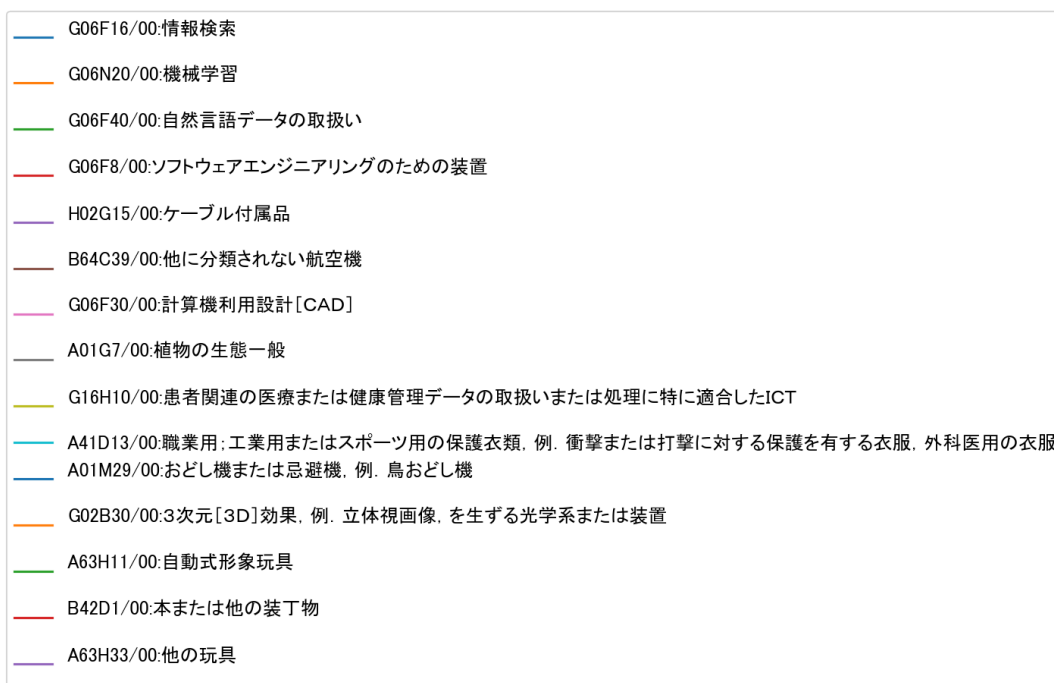 G06F16/00:情報検索
G06N20/00:機械学習
G06F40/00:自然言語データの取扱い
G06F8/00:ソフトウェアエンジニアリングのための装置
H02G15/00:ケーブル付属品
B64C39/00:他に分類されない航空機
G06F30/00:計算機利用設計[CAD]
A01G7/00:植物の生態一般
G16H10/00:患者関連の医療または健康管理データの取扱いまたは処理に特に適合したICT
A41D13/00:職業用;工業用またはスポーツ用の保護衣類,例.衝撃または打撃に対する保護を有する衣服,外科医用の衣服
A01M29/00:おどし機または忌避機,例.鳥おどし機
G02B30/00:3次元[3D]効果,例.立体視画像,を生ずる光学系または装置
A63H11/00:自動式形象玩具
B42D1/00:本または他の装丁物
A63H33/00:他の玩具